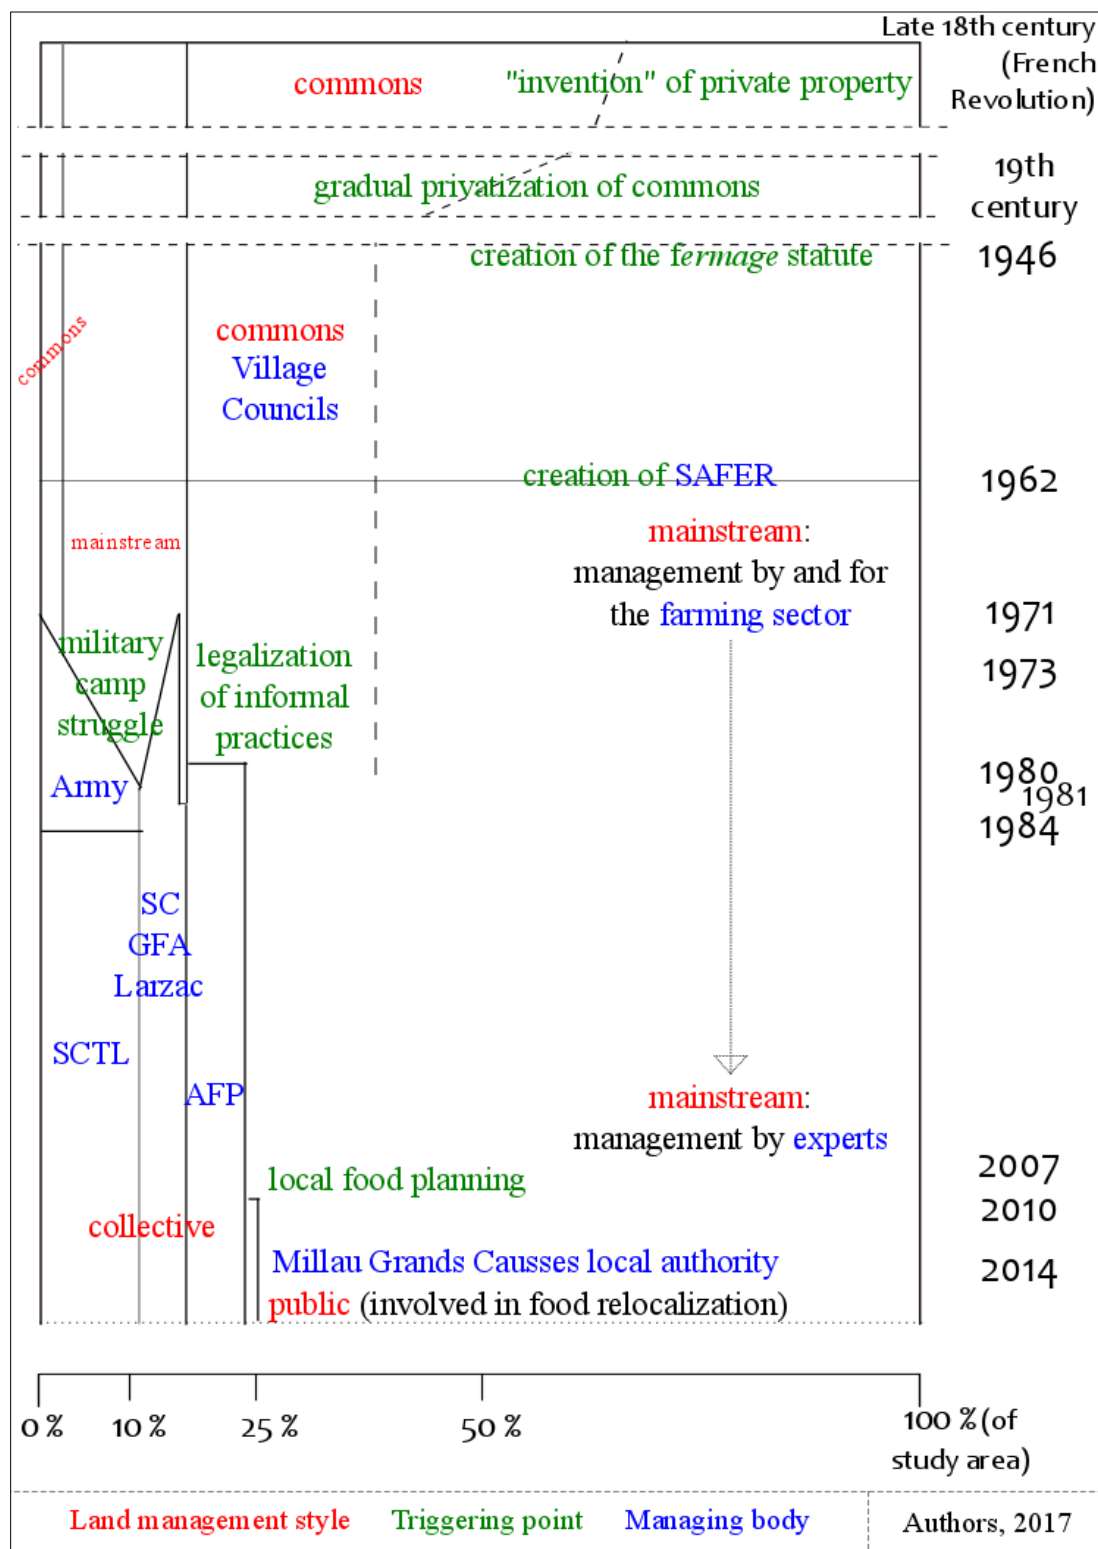 Late 18th century
(French
Revolution)
commons
"invention" of private property
19th
century
gradual privatization of commons
creation of the fermage statute
1946
commons
commons
Village
Councils
creation of SAFER
1962
mainstream
mainstream:
management by and for
the farming sector
1971
military
camp
struggle
legalization
of informal
practices
1973
Army
1980
1981
1984
SC
GFA
Larzac
SCTL
AFP
mainstream:
management by experts
2007
local food planning
2010
collective
Millau Grands Causses local authority
2014
public (involved in food relocalization)
0 %
10 %
25 %
50 %
100 % (of
study area)
Land management style
Triggering point
Managing body
Authors, 2017